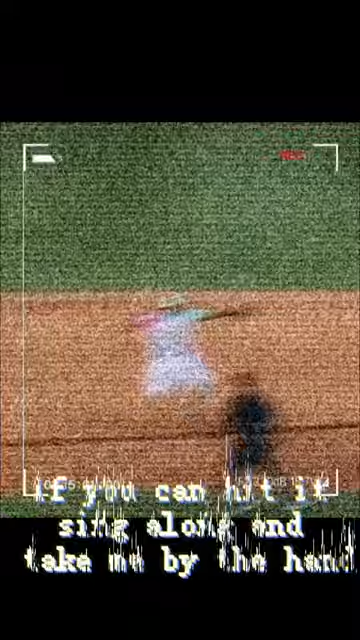 REC
if you can hit it
sing along and
take me by the hand